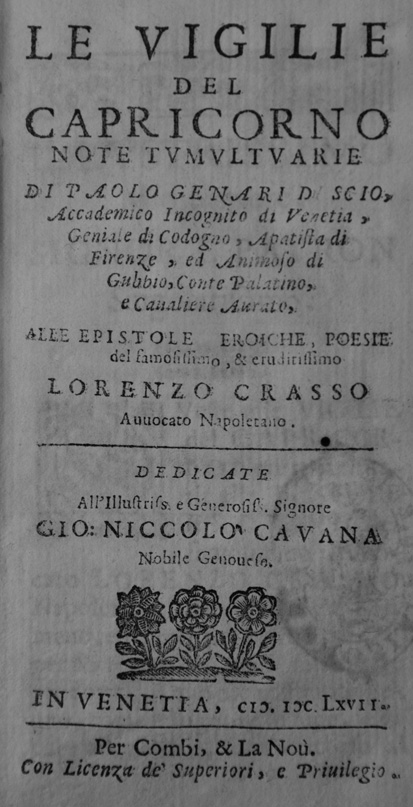 LE VIGILIE
DEL
CAPRICORNO
NOTE TVMVLTVARIE
DI PAOLO GENARI DI SCIO,
Accademico Incognito di Venetia,
Geniale di Codogno, Apatista di
Firenze, ed Animoso di
Gubbio, Conte Palatino,
e Caualiere Aurato,
ALLE EPISTOLE EROICHE, POESIE
del famosissimo, & eruditissimo
LORENZO CRASSO
Auuocato Napoletano.
DEDICATE
All'Illustriss. e Generosiss. Signore
GIO: NICCOLO' CAVANA
Nobile Genouese.
IN VENETIA, CIƆ. IƆC. LXVII.
Per Combi, & La Noù.
Con Licenza de' Superiori, e Priuilegio.